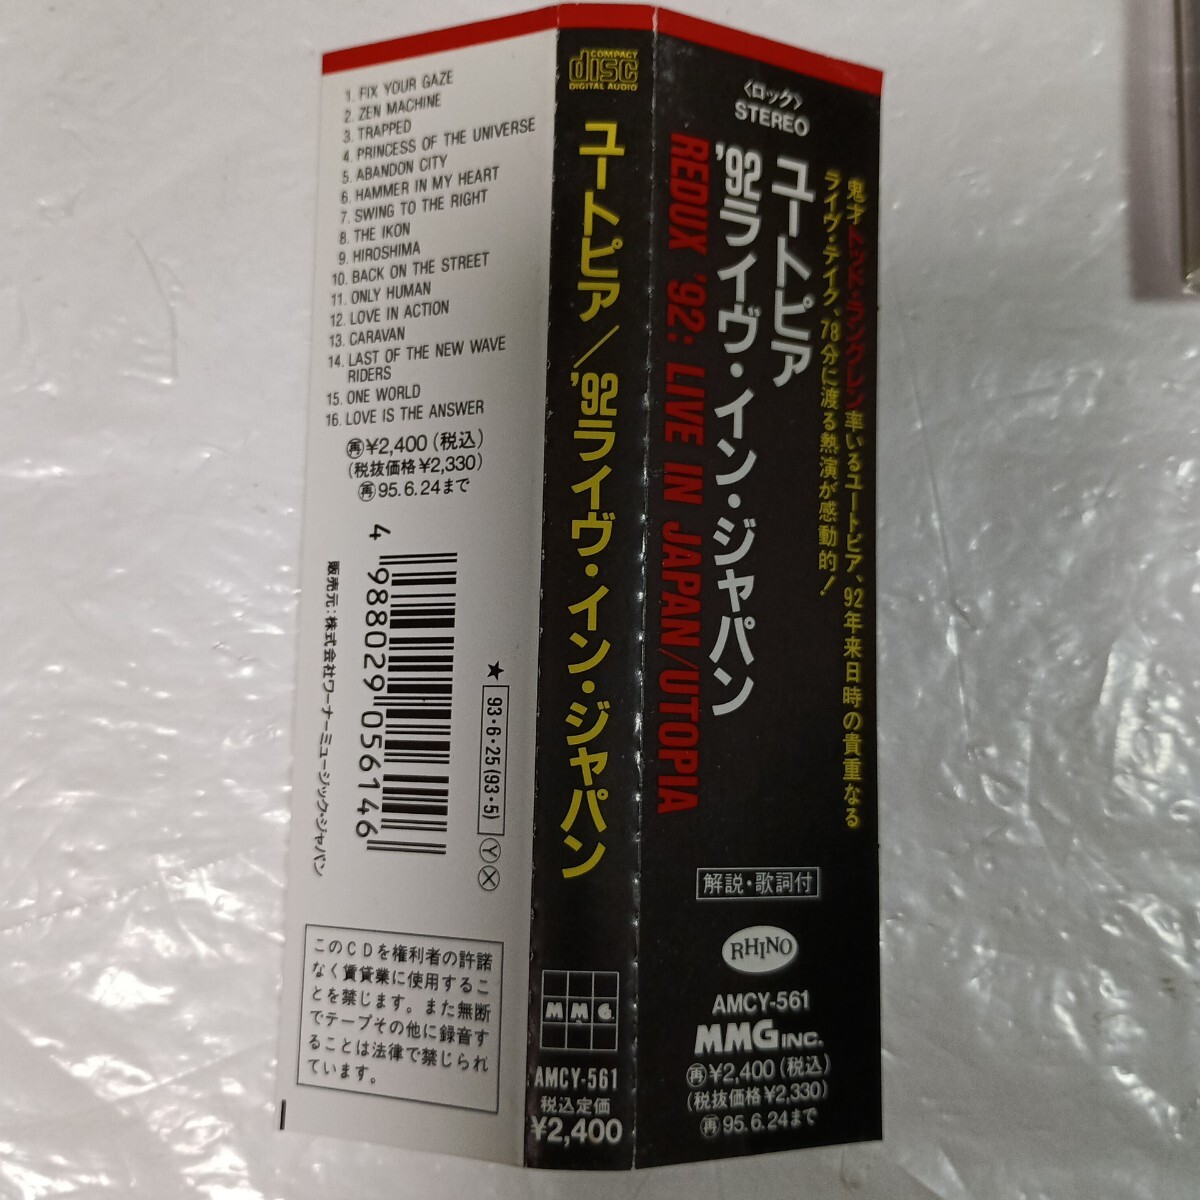 1. FIX YOUR GAZE
2. ZEN MACHINE
3. TRAPPED
4. PRINCESS OF THE UNIVERSE
5. ABANDON CITY
6. HAMMER IN MY HEART
7. SWING TO THE RIGHT
8. THE IKON
9. HIROSHIMA
10. BACK ON THE STREET
11. ONLY HUMAN
12. LOVE IN ACTION
13. CARAVAN
14. LAST OF THE NEW WAVE
RIDERS
15. ONE WORLD
16. LOVE IS THE ANSWER
再¥2,400(税込)
(税抜価格¥2,330)
再95.6.24まで
4 988029 056146
★ 93・6・25(93・5) Y X
販売元:株式会社ワーナーミュージック・ジャパン
このCDを権利者の許諾
なく賃貸業に使用するこ
とを禁じます。また無断
でテープその他に録音す
ることは法律で禁じられ
ています。
COMPACT
disc
DIGITAL AUDIO
ユートピア/'92ライヴ・イン・ジャパン
MMG
AMCY-561
税込定価
¥2,400
〈ロック〉
STEREO
鬼才トッド・ラングレン率いるユートピア、92年来日時の貴重なる
ライヴ・テイク、78分に渡る熱演が感動的!
ユートピア
'92ライヴ・イン・ジャパン
REDUX '92: LIVE IN JAPAN/UTOPIA
解説・歌詞付
RHINO
AMCY-561
MMG INC.
再¥2,400(税込)
(税抜価格¥2,330)
再95.6.24まで